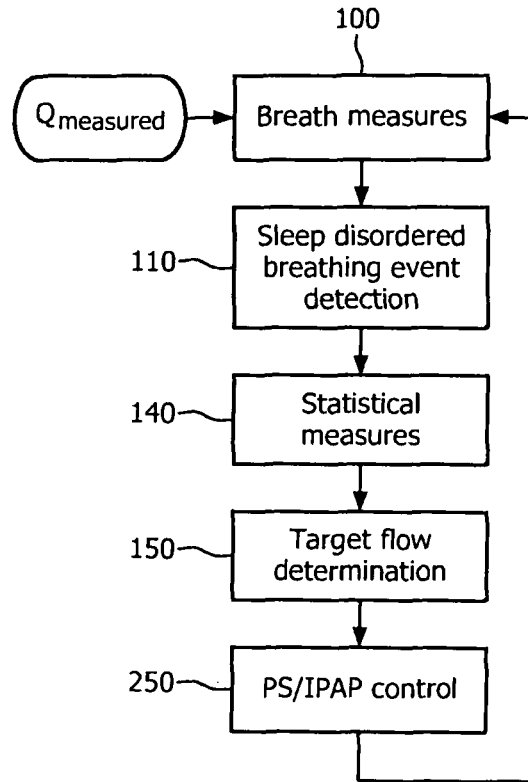 100
Qmeasured
Breath measures
110
Sleep disordered
breathing event
detection
140
Statistical
measures
150
Target flow
determination
250
PS/IPAP control